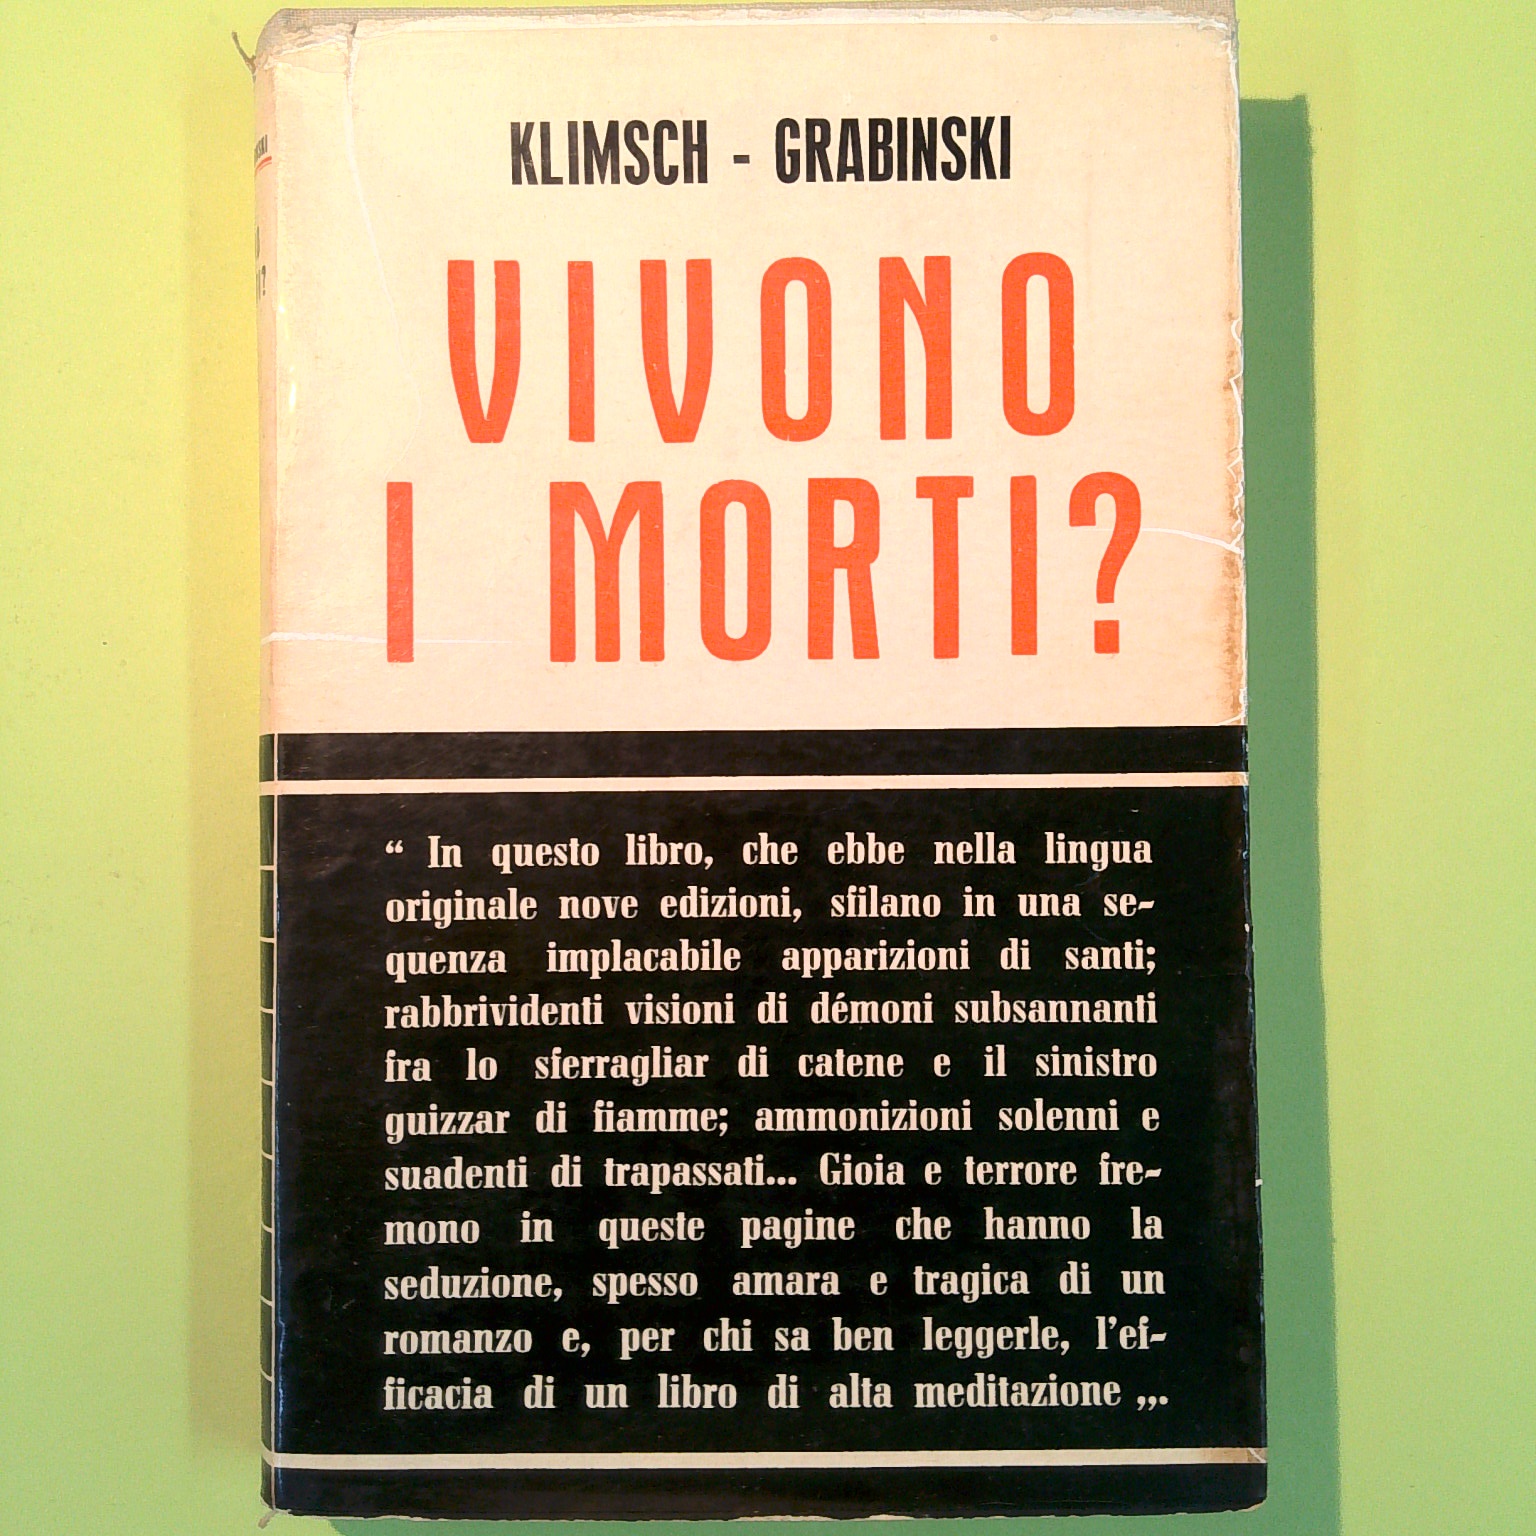 KLIMSCH - GRABINSKI
VIVONO
I MORTI?
“ In questo libro, che ebbe nella lingua
originale nove edizioni, sfilano in una se-
quenza implacabile apparizioni di santi;
rabbrividenti visioni di démoni subsannanti
fra lo sferragliar di catene e il sinistro
guizzar di fiamme; ammonizioni solenni e
suadenti di trapassati... Gioia e terrore fre-
mono in queste pagine che hanno la
seduzione, spesso amara e tragica di un
romanzo e, per chi sa ben leggerle, l'ef-
ficacia di un libro di alta meditazione „.